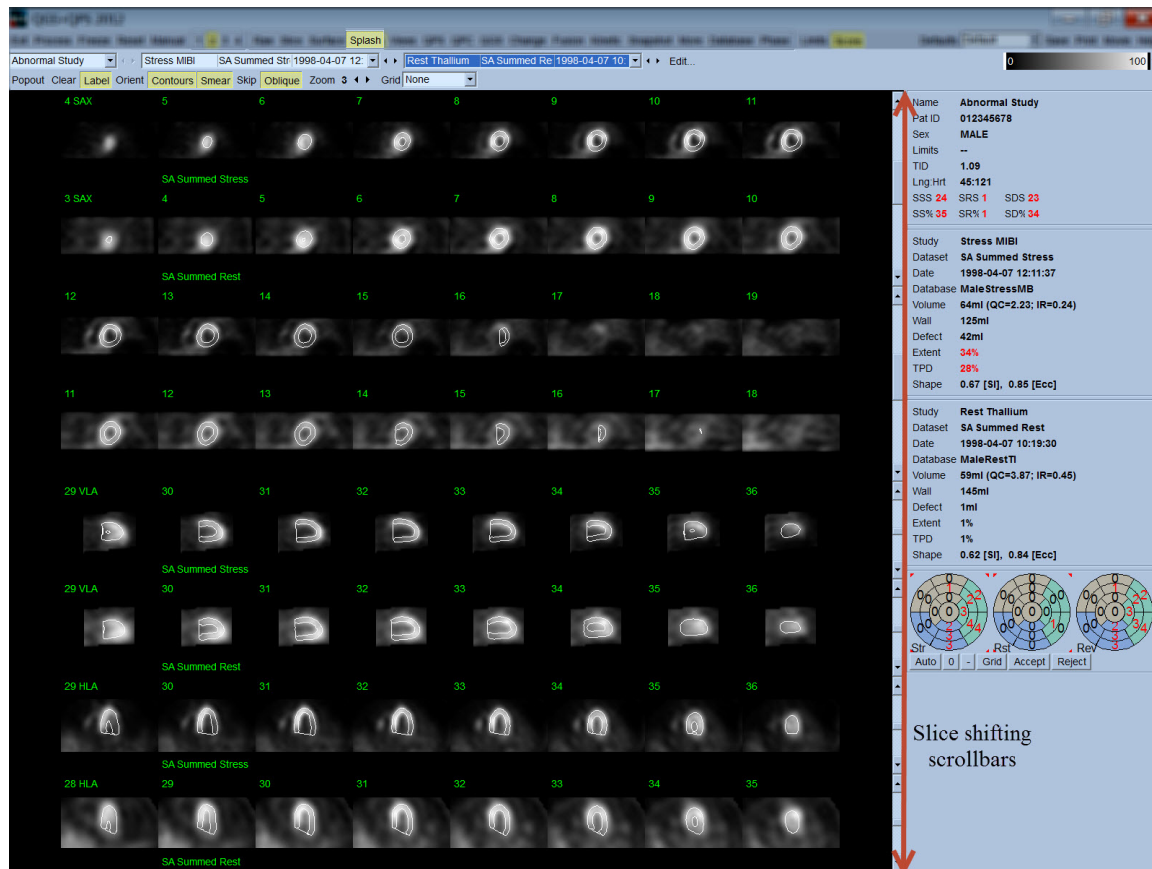 QGS+QPS 2012
Splash
Abnormal Study Stress MIBI SA Summed Str 1998-04-07 12: Rest Thallium SA Summed Re 1998-04-07 10: Edit... 0 100
Popout Clear Label Orient Contours Smear Skip Oblique Zoom 3 Grid None
4 SAX 5 6 7 8 9 10 11
SA Summed Stress
3 SAX 4 5 6 7 8 9 10
SA Summed Rest
12 13 14 15 16 17 18 19
11 12 13 14 15 16 17 18
29 VLA 30 31 32 33 34 35 36
SA Summed Stress
29 VLA 30 31 32 33 34 35 36
SA Summed Rest
29 HLA 30 31 32 33 34 35 36
SA Summed Stress
28 HLA 29 30 31 32 33 34 35
SA Summed Rest
Name Abnormal Study
Pat ID 012345678
Sex MALE
Limits --
TID 1.09
Lng:Hrt 45:121
SSS 24 SRS 1 SDS 23
SS% 35 SR% 1 SD% 34
Study Stress MIBI
Dataset SA Summed Stress
Date 1998-04-07 12:11:37
Database MaleStressMB
Volume 64ml (QC=2.23; IR=0.24)
Wall 125ml
Defect 42ml
Extent 34%
TPD 28%
Shape 0.67 [SI], 0.85 [Ecc]
Study Rest Thallium
Dataset SA Summed Rest
Date 1998-04-07 10:19:30
Database MaleRestTl
Volume 59ml (QC=3.87; IR=0.45)
Wall 145ml
Defect 1ml
Extent 1%
TPD 1%
Shape 0.62 [SI], 0.84 [Ecc]
Str Rst Rev
Auto 0 - Grid Accept Reject
Slice shifting
scrollbars